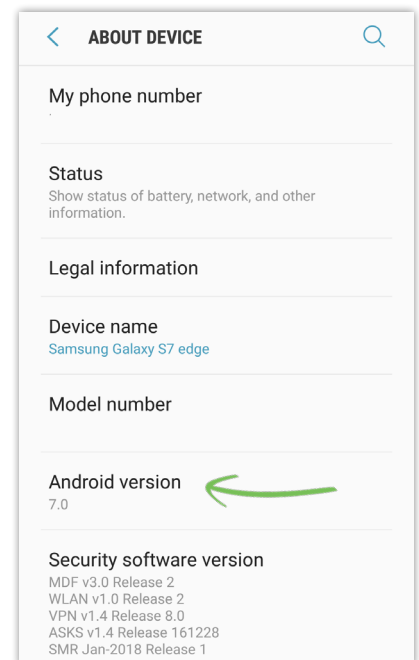 ABOUT DEVICE
My phone number
Status
Show status of battery, network, and other
information.
Legal information
Device name
Samsung Galaxy S7 edge
Model number
Android version
7.0
Security software version
MDF v3.0 Release 2
WLAN v1.0 Release 2
VPN v1.4 Release 8.0
ASKS v1.4 Release 161228
SMR Jan-2018 Release 1